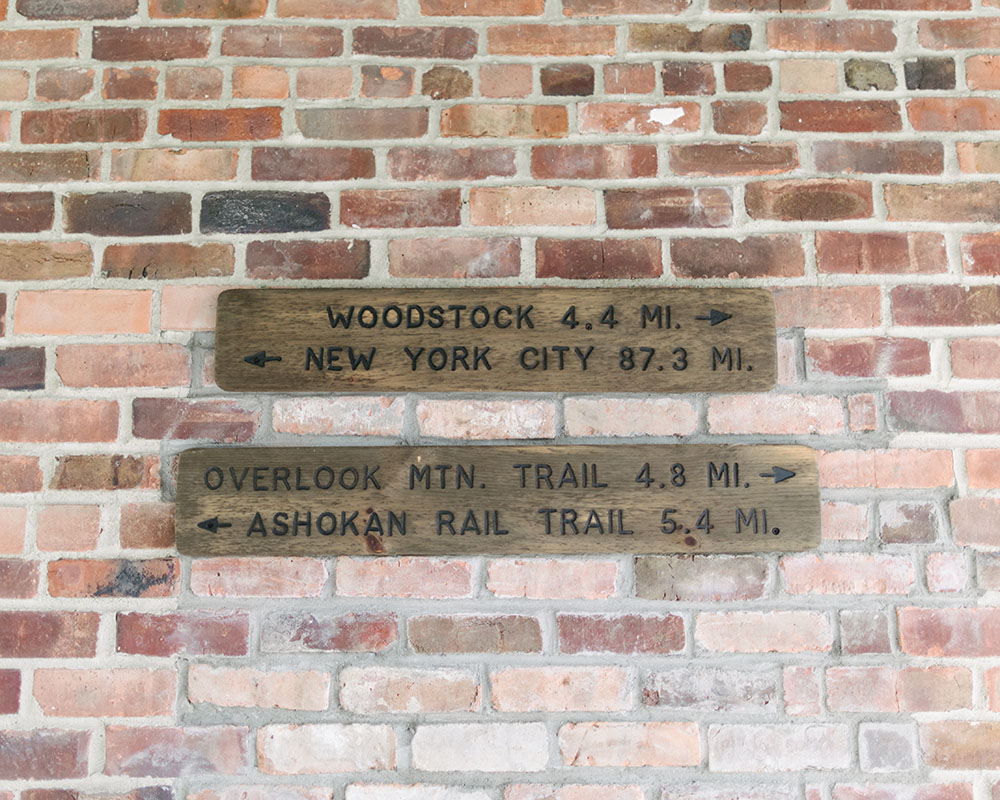 WOODSTOCK 4.4 MI. →
← NEW YORK CITY 87.3 MI.
OVERLOOK MTN. TRAIL 4.8 MI. →
← ASHOKAN RAIL TRAIL 5.4 MI.